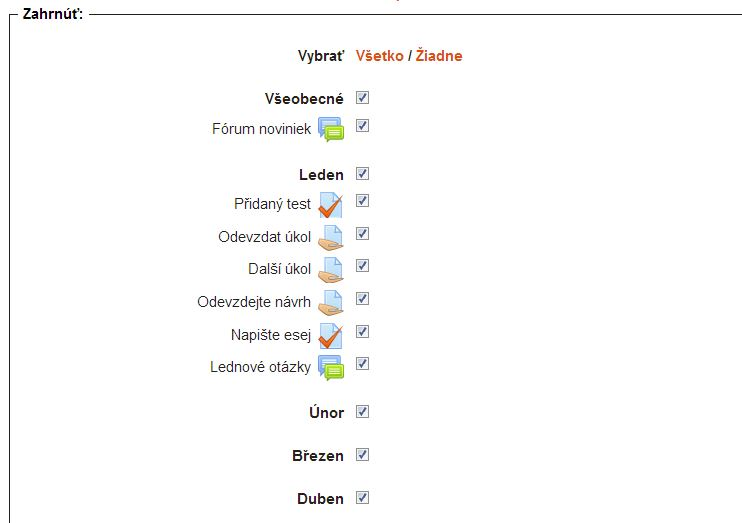 Zahrnúť:
Vybrať Všetko / Žiadne
Všeobecné
Fórum noviniek
Leden
Přidaný test
Odevzdat úkol
Další úkol
Odevzdejte návrh
Napište esej
Lednové otázky
Únor
Březen
Duben